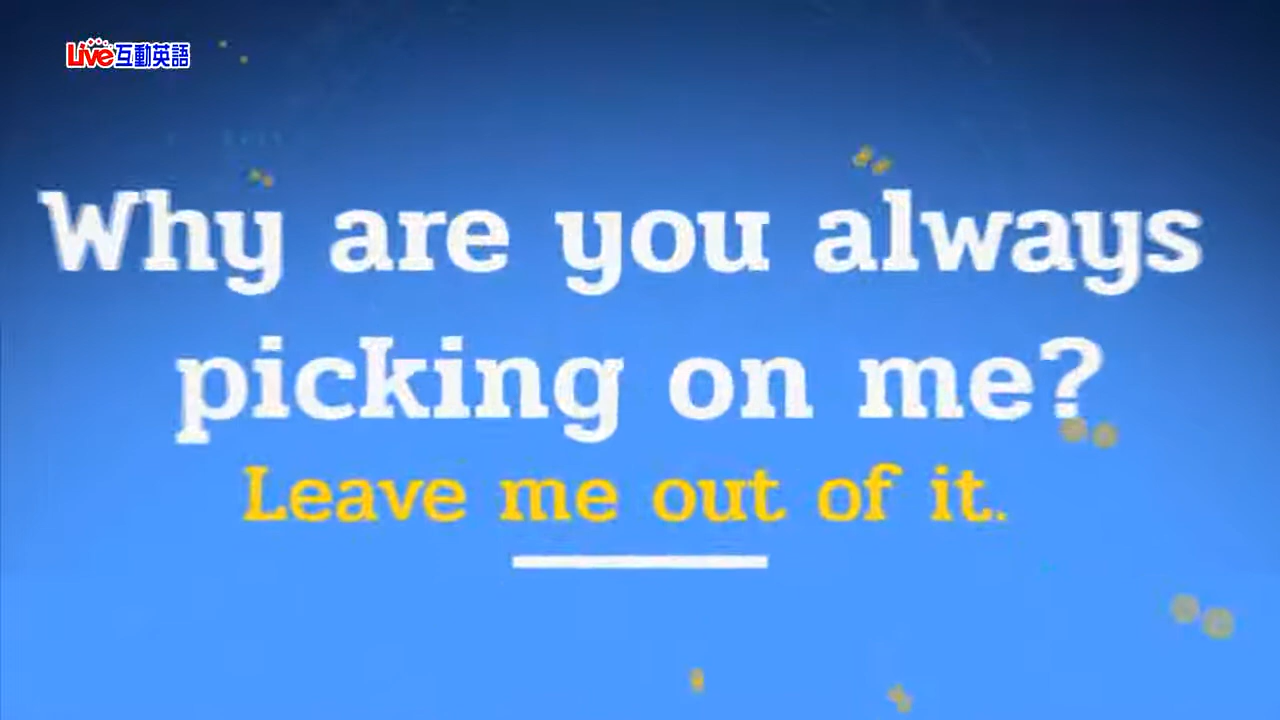 Live互動英語
Why are you always
picking on me?
Leave me out of it.